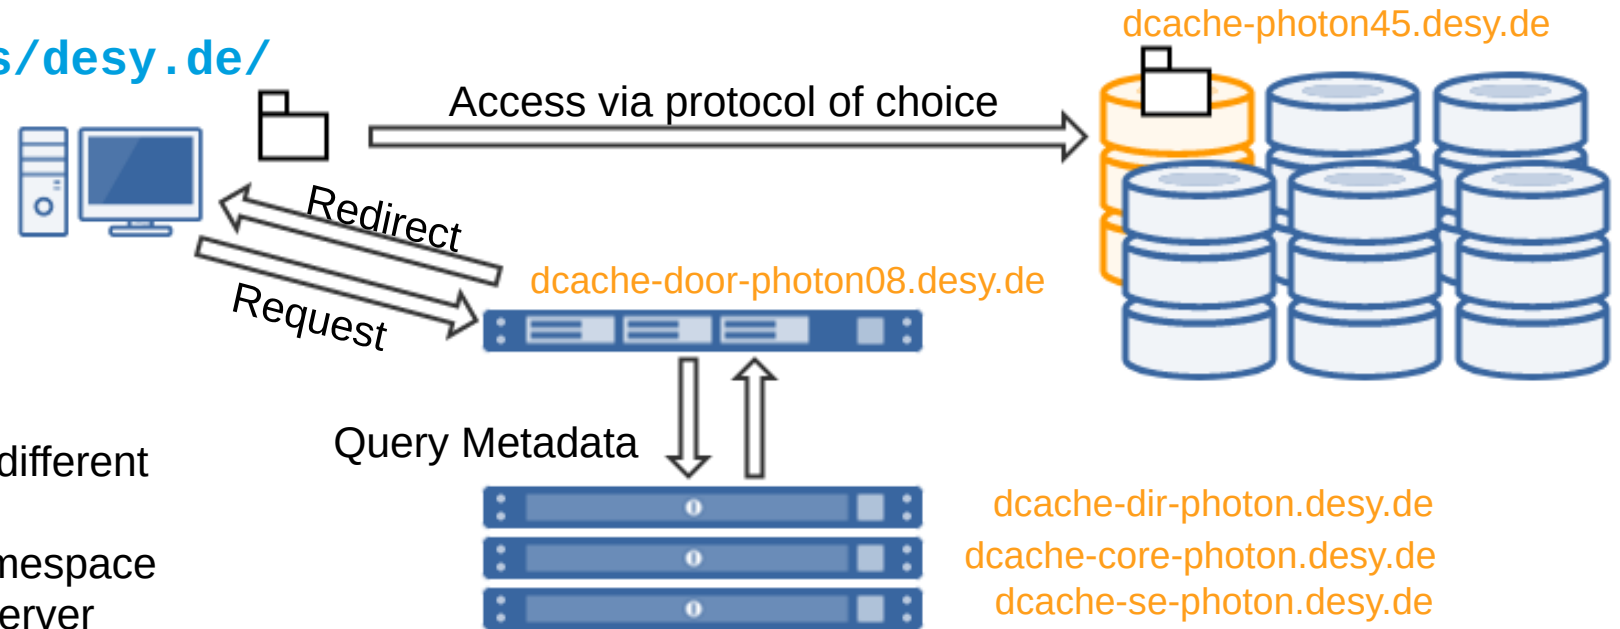 dcache-photon45.desy.de
s/desy.de/
Access via protocol of choice
Redirect
dcache-door-photon08.desy.de
Request
Query Metadata
different
dcache-dir-photon.desy.de
dcache-core-photon.desy.de
mespace
dcache-se-photon.desy.de
erver